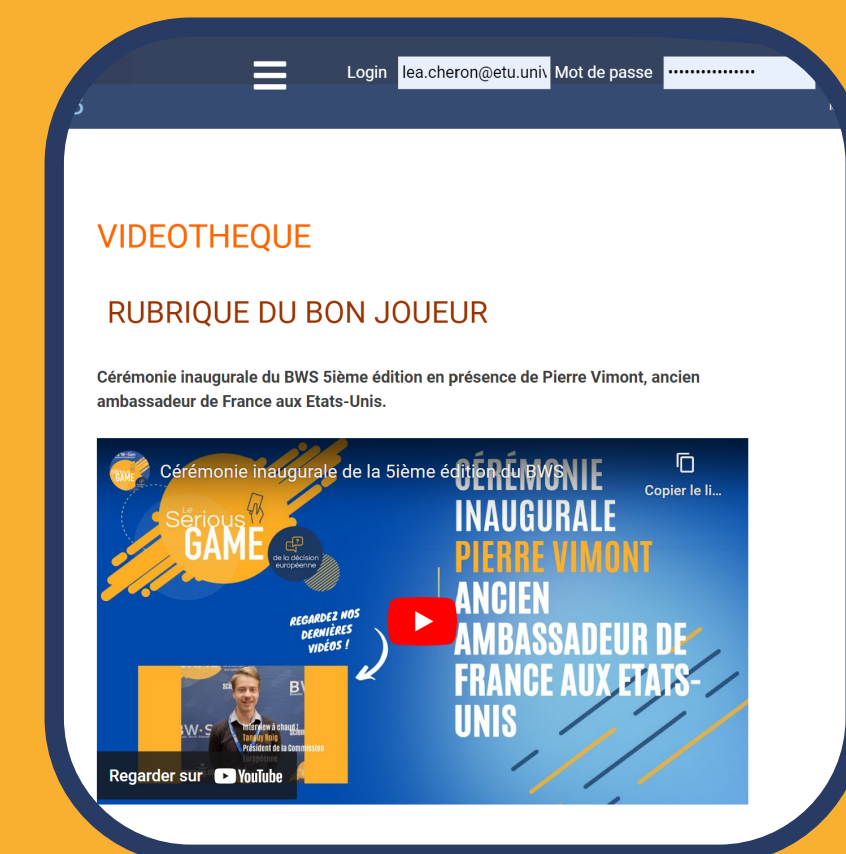 Login lea.cheron@etu.univ Mot de passe ••••••••••••••••
VIDEOTHEQUE
RUBRIQUE DU BON JOUEUR
Cérémonie inaugurale du BWS 5ième édition en présence de Pierre Vimont, ancien
ambassadeur de France aux Etats-Unis.
Cérémonie inaugurale de la 5ième édition du BWS
Copier le li...
Le
Serious
GAME
de la décision
européenne
CÉRÉMONIE
INAUGURALE
PIERRE VIMONT
ANCIEN
AMBASSADEUR DE
FRANCE AUX ETATS-
UNIS
REGARDEZ NOS
DERNIÈRES
VIDÉOS !
Interview à chaud !
Tanguy Roig
Président de la Commission
Européenne
Regarder sur YouTube